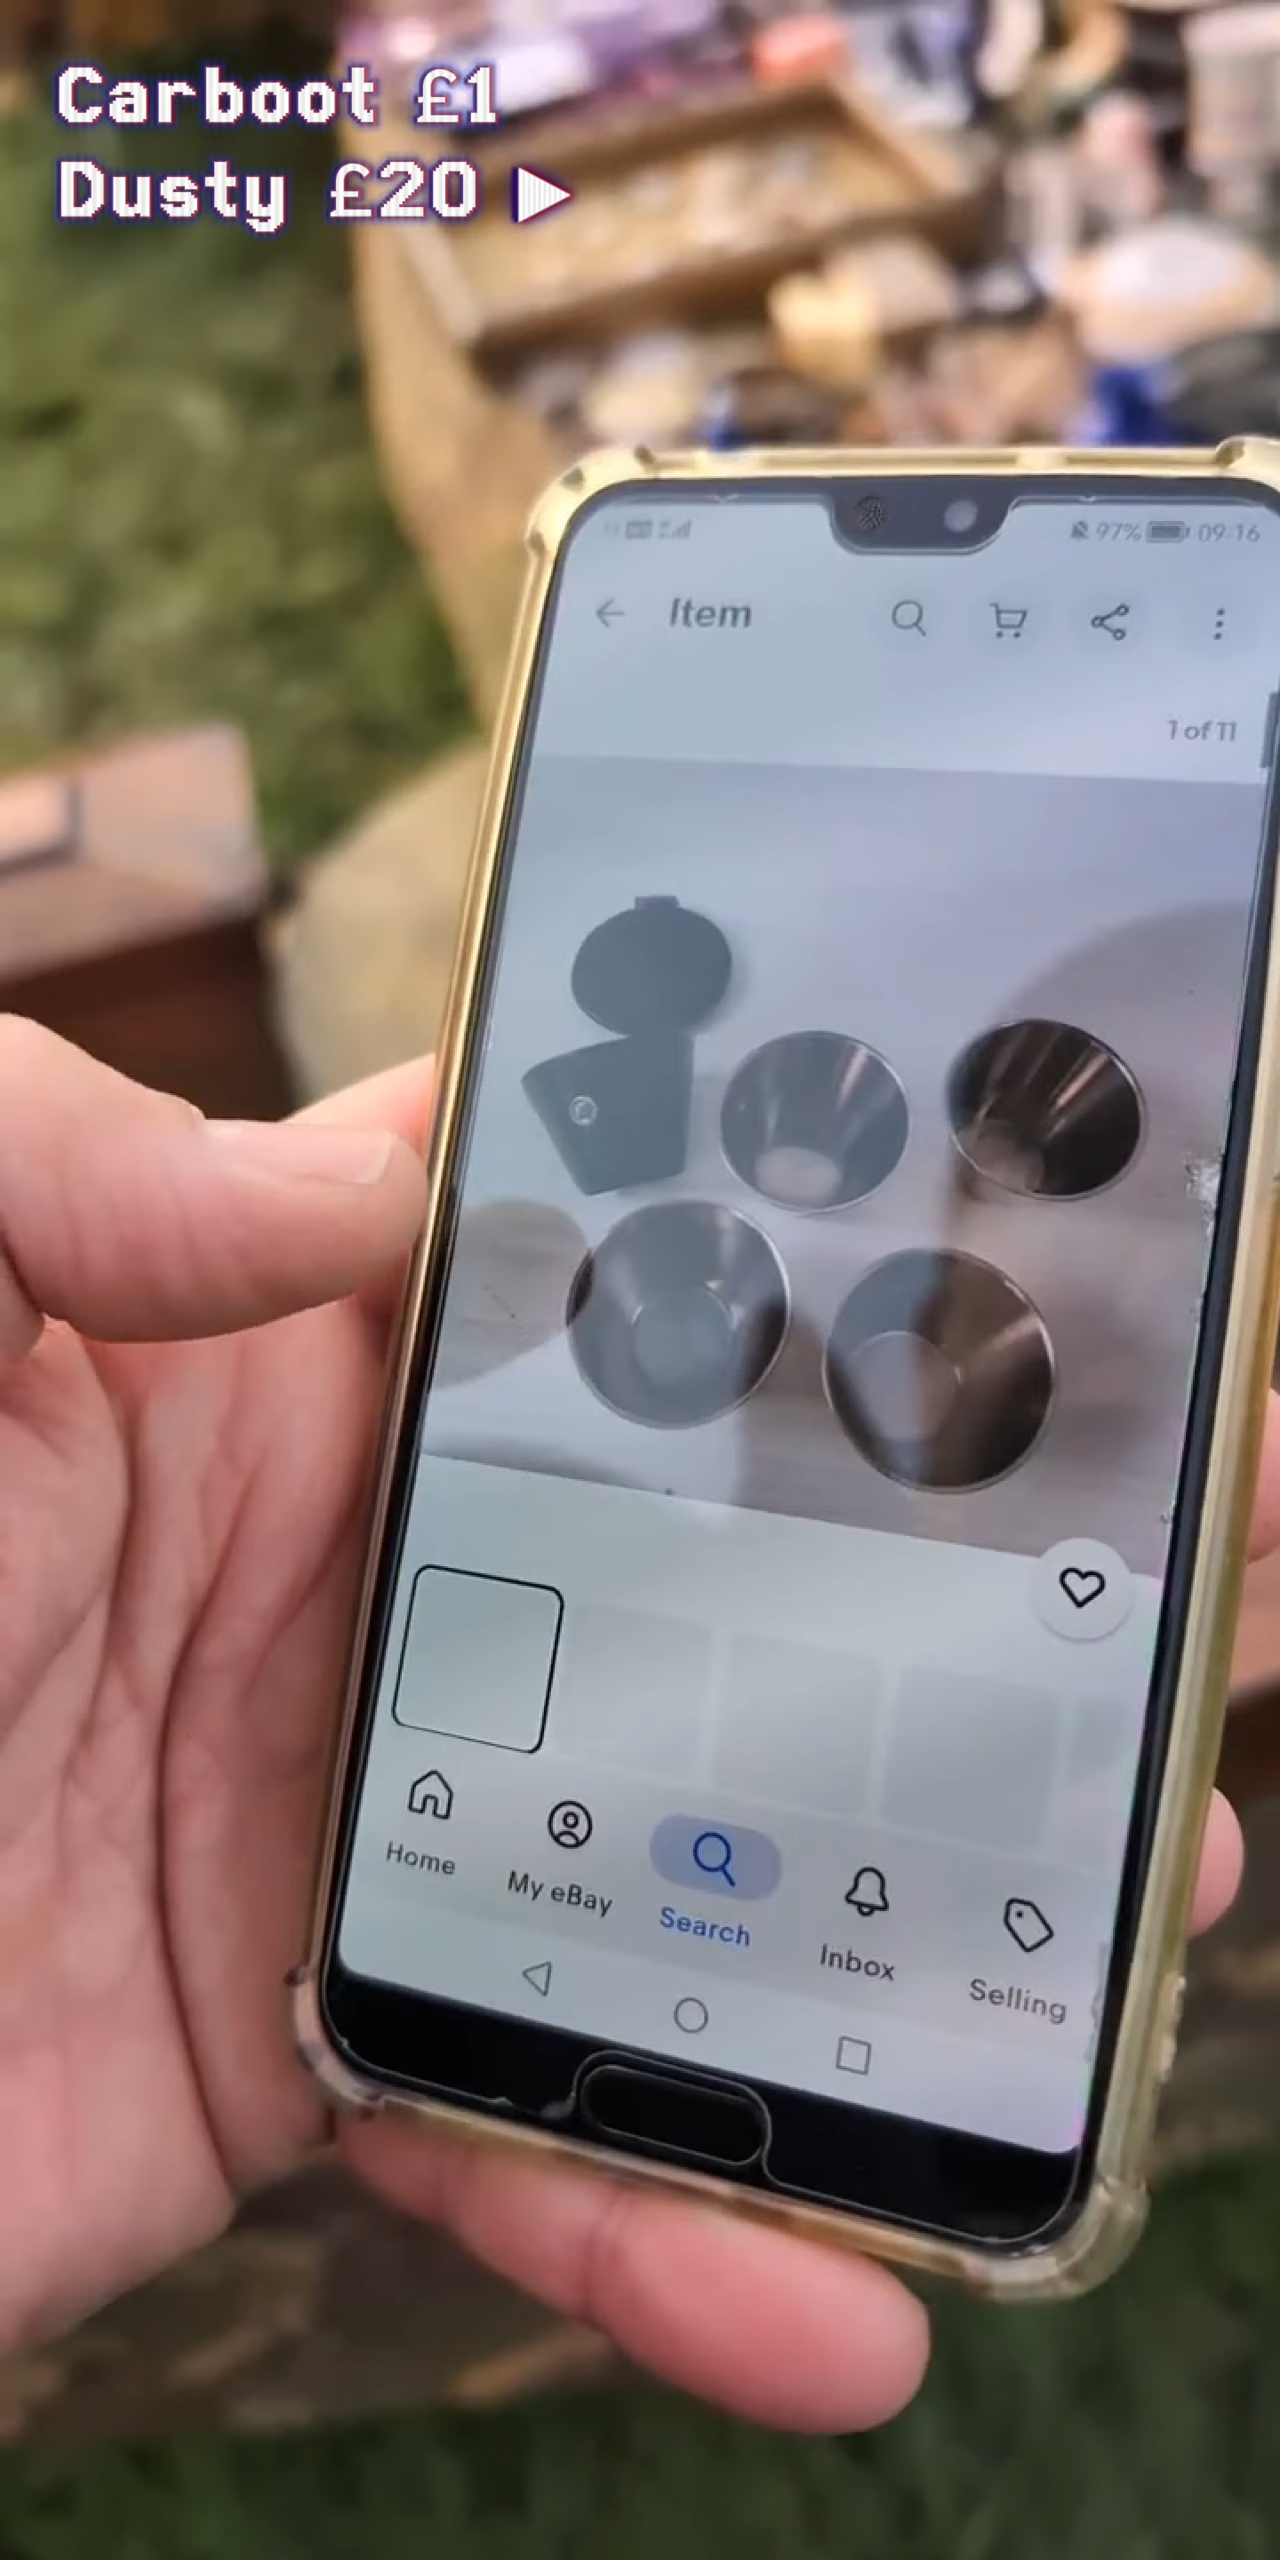 Carboot £1
Dusty £20 ▶
97% 09:16
Item
1 of 11
Home
My eBay
Search
Inbox
Selling